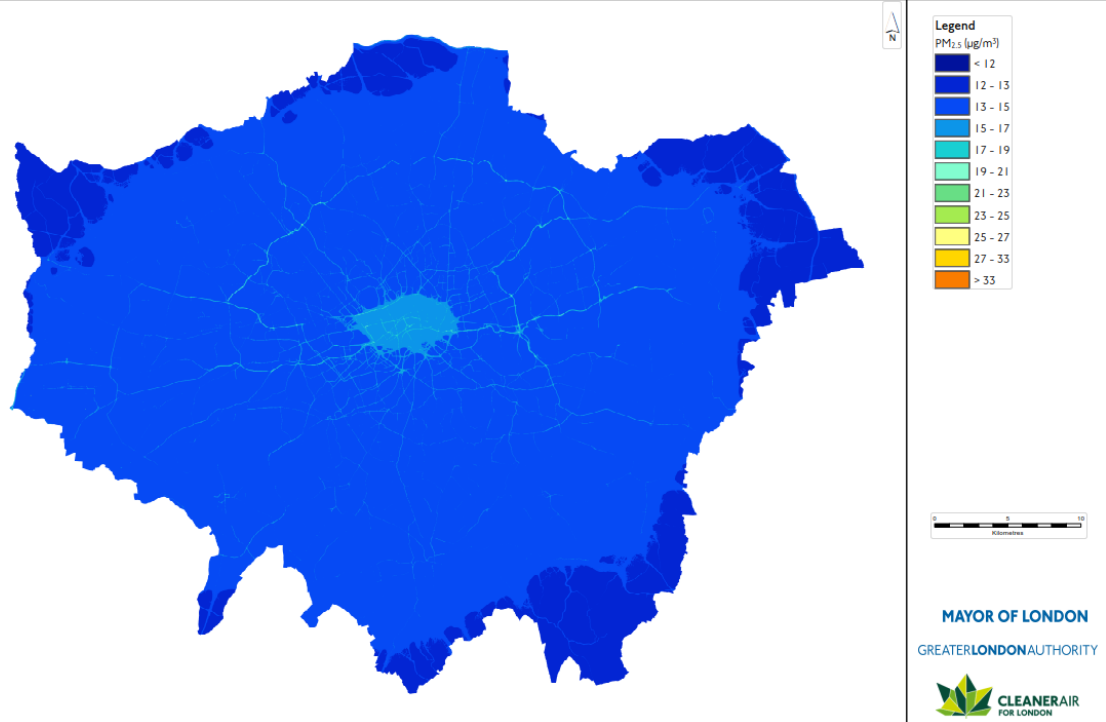 N
Legend
PM2.5 (µg/m³)
< 12
12 - 13
13 - 15
15 - 17
17 - 19
19 - 21
21 - 23
23 - 25
25 - 27
27 - 33
> 33
0 5 10
Kilometres
MAYOR OF LONDON
GREATERLONDONAUTHORITY
CLEANERAIR
FOR LONDON